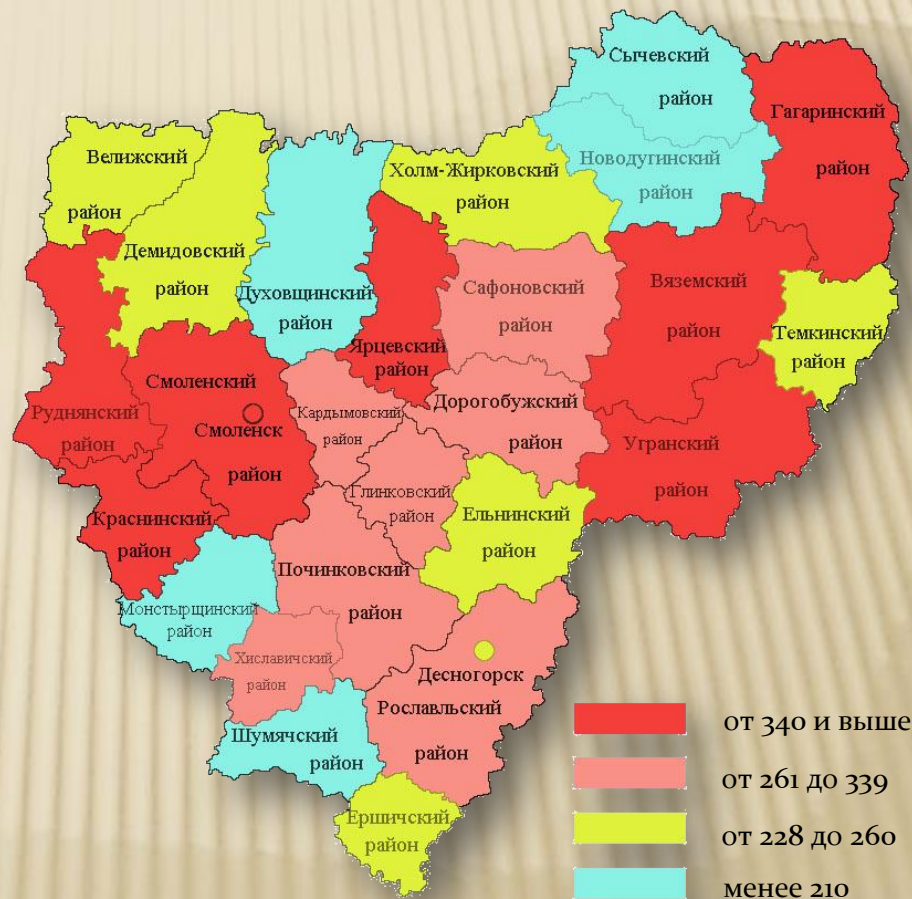 Сычевский
район
Гагаринский
район
Новодугинский
район
Велижский
район
Холм-Жирковский
район
Демидовский
район
Духовщинский
район
Сафоновский
район
Вяземский
район
Темкинский
район
Ярцевский
район
Смоленский
Смоленск
район
Руднянский
район
Кардымовский
район
Дорогобужский
район
Угранский
район
Глинковский
район
Ельнинский
район
Краснинский
район
Починковский
район
Монстырщинский
район
Хиславичский
район
Десногорск
Рославльский
район
Шумячский
район
Ершичский
район
от 340 и выше
от 261 до 339
от 228 до 260
менее 210